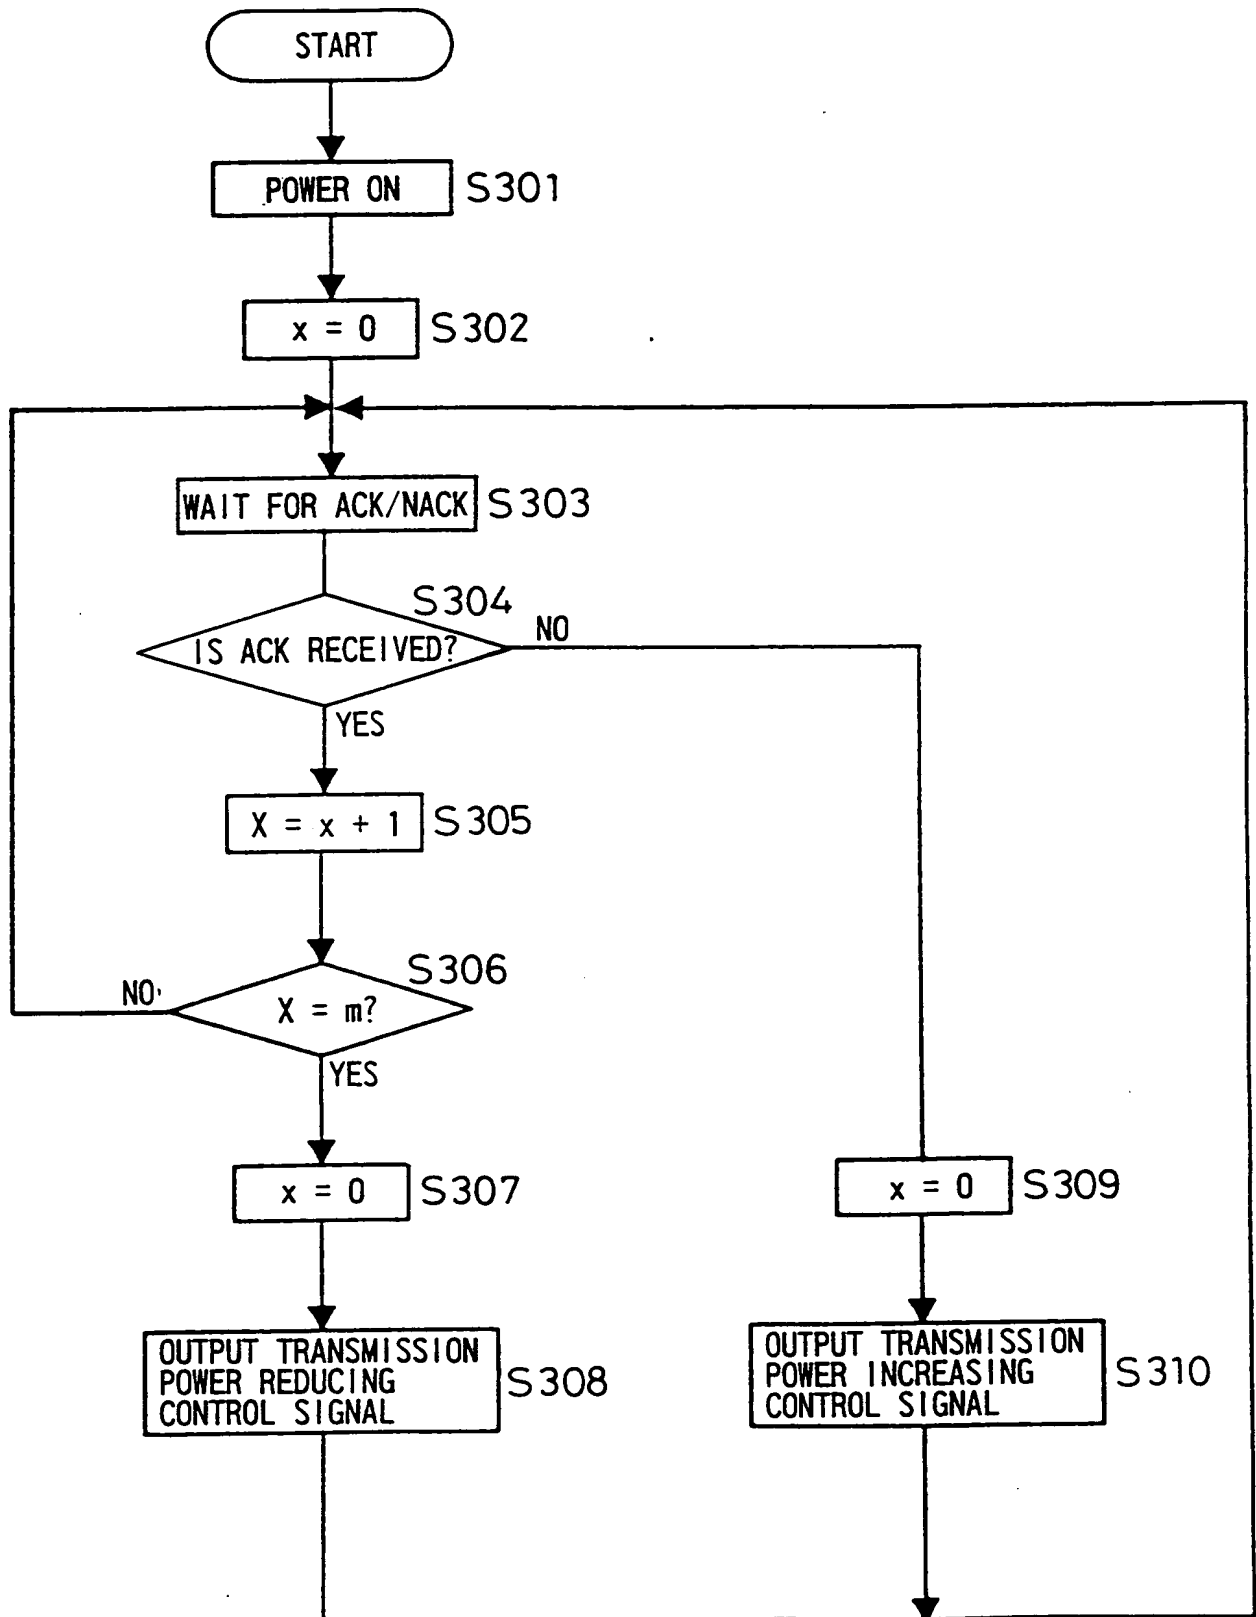 START
POWER ON
S301
x = 0
S302
WAIT FOR ACK/NACK
S303
S304
IS ACK RECEIVED?
NO
YES
X = x + 1
S305
S306
X = m?
NO
YES
x = 0
S307
x = 0
S309
OUTPUT TRANSMISSION
POWER REDUCING
CONTROL SIGNAL
S308
OUTPUT TRANSMISSION
POWER INCREASING
CONTROL SIGNAL
S310